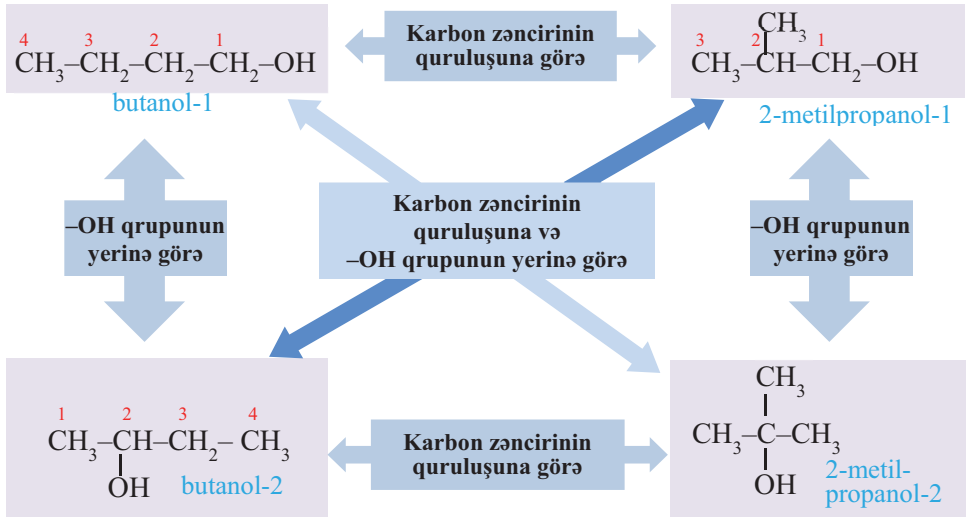 4 3 2 1
CH₃–CH₂–CH₂–CH₂–OH
butanol-1
Karbon zəncirinin
quruluşuna görə
CH₃
3 2 1
CH₃–CH–CH₂–OH
2-metilpropanol-1
–OH qrupunun
yerinə görə
Karbon zəncirinin
quruluşuna və
–OH qrupunun yerinə görə
–OH qrupunun
yerinə görə
1 2 3 4
CH₃–CH–CH₂– CH₃
OH
butanol-2
Karbon zəncirinin
quruluşuna görə
CH₃
CH₃–C–CH₃
OH
2-metil-
propanol-2